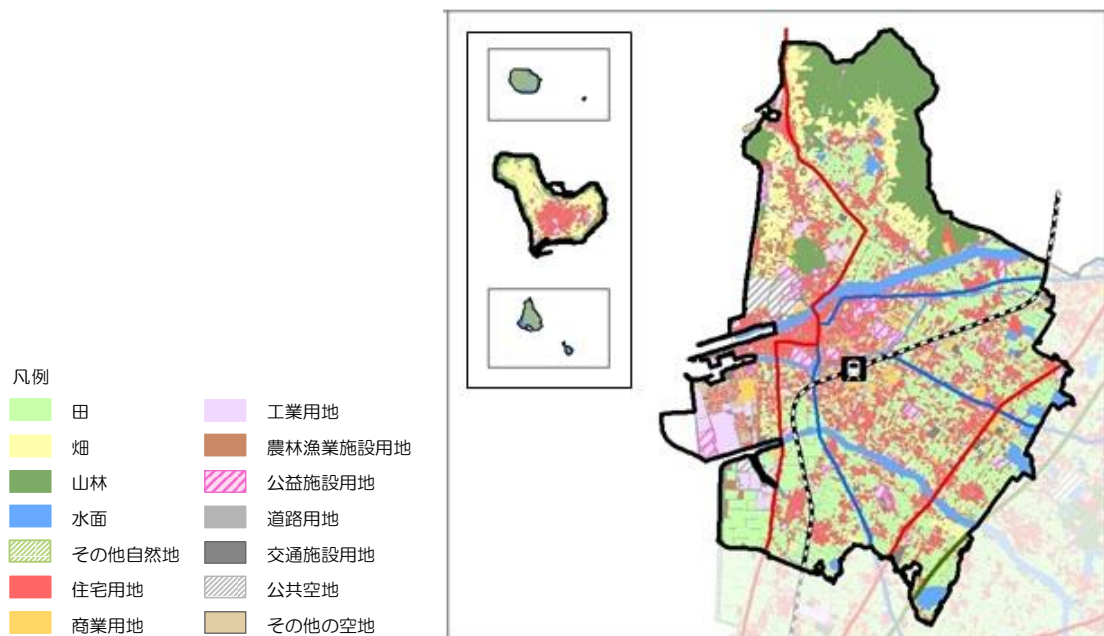 凡例
田
畑
山林
水面
その他自然地
住宅用地
商業用地
工業用地
農林漁業施設用地
公益施設用地
道路用地
交通施設用地
公共空地
その他の空地